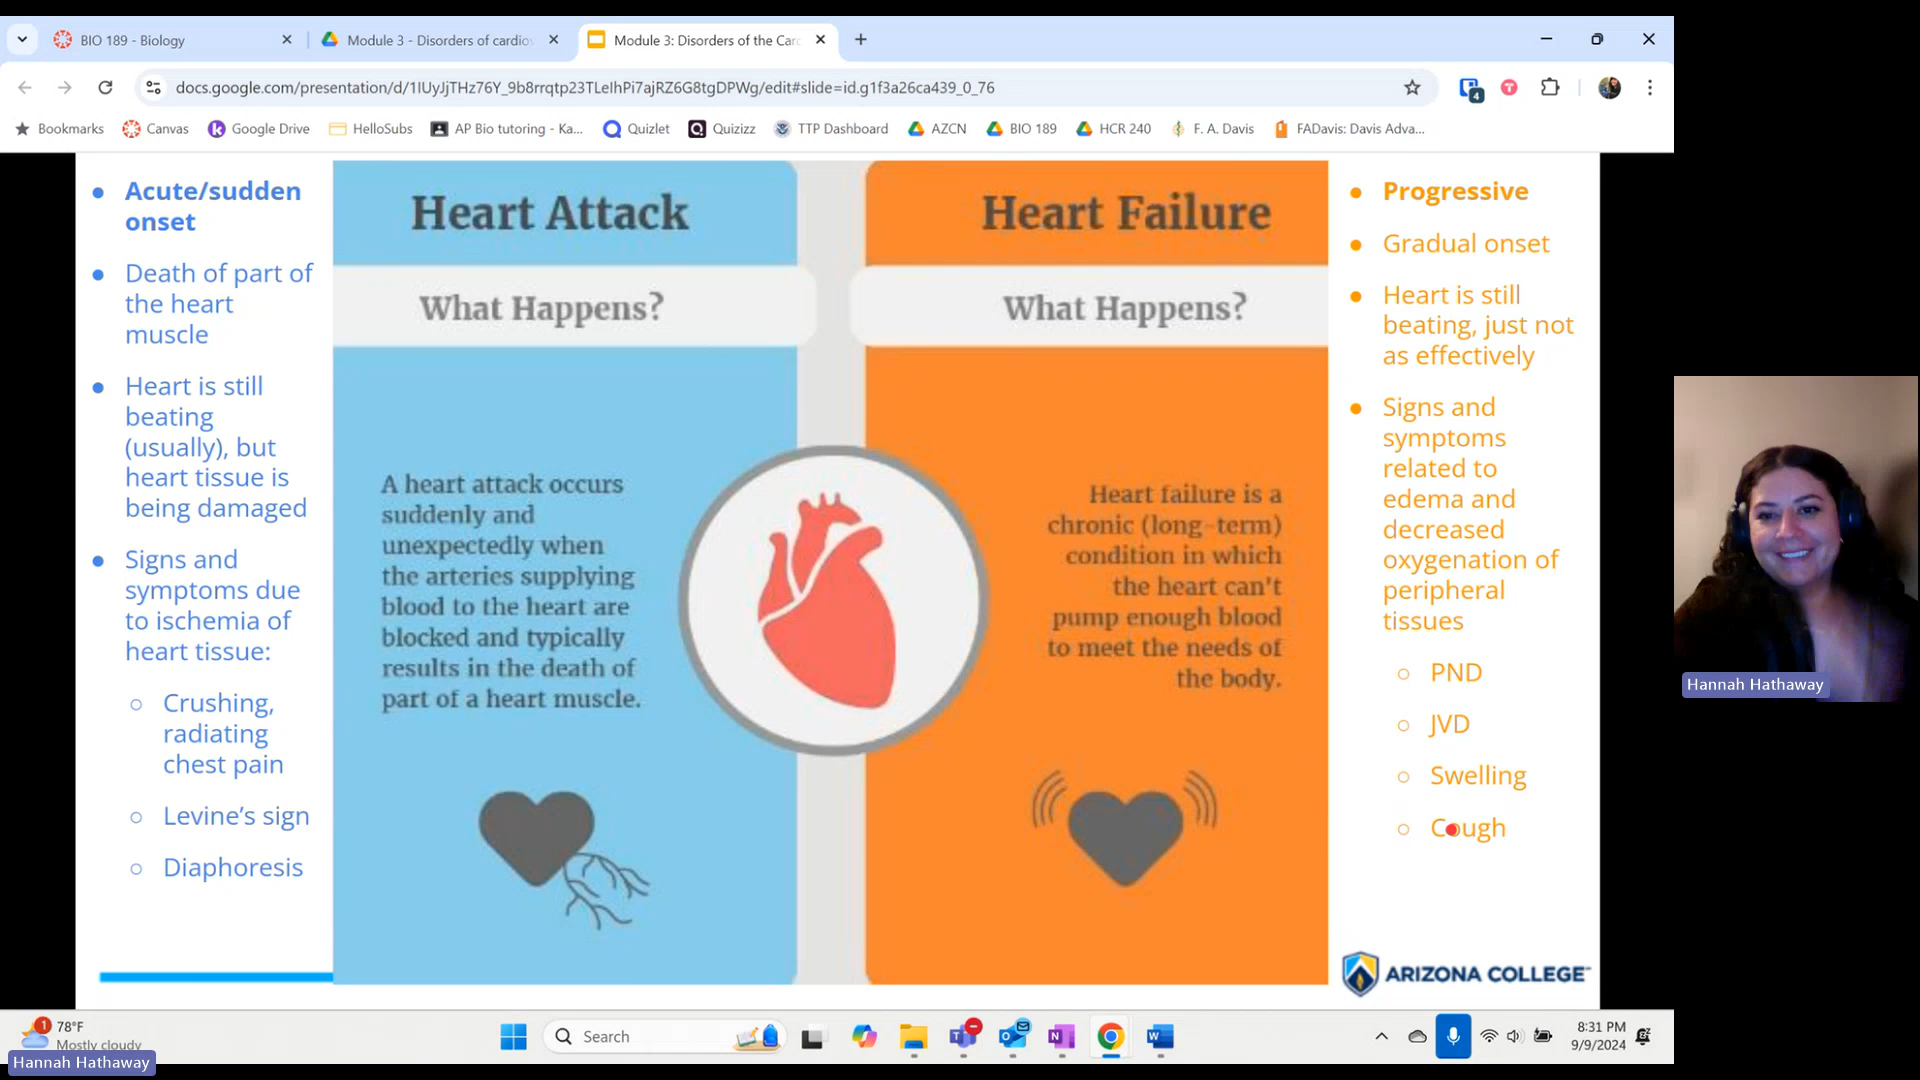 BIO 189 - Biology
Module 3 - Disorders of cardiov
Module 3: Disorders of the Car
docs.google.com/presentation/d/1IUyJjTHz76Y_9b8rrqtp23TLeIhPi7ajRZ6G8tgDPWg/edit#slide=id.g1f3a26ca439_0_76
4
Bookmarks
Canvas
Google Drive
HelloSubs
AP Bio tutoring - Ka...
Quizlet
Quizizz
TTP Dashboard
AZCN
BIO 189
HCR 240
F. A. Davis
FADavis: Davis Adva...
Acute/sudden
onset
Death of part of
the heart
muscle
Heart is still
beating
(usually), but
heart tissue is
being damaged
Signs and
symptoms due
to ischemia of
heart tissue:
Crushing,
radiating
chest pain
Levine's sign
Diaphoresis
Heart Attack
What Happens?
A heart attack occurs
suddenly and
unexpectedly when
the arteries supplying
blood to the heart are
blocked and typically
results in the death of
part of a heart muscle.
Heart Failure
What Happens?
Heart failure is a
chronic (long-term)
condition in which
the heart can't
pump enough blood
to meet the needs of
the body.
Progressive
Gradual onset
Heart is still
beating, just not
as effectively
Signs and
symptoms
related to
edema and
decreased
oxygenation of
peripheral
tissues
PND
JVD
Swelling
Cough
ARIZONA COLLEGE
Hannah Hathaway
1
78°F
Mostly cloudy
Hannah Hathaway
Search
8:31 PM
9/9/2024